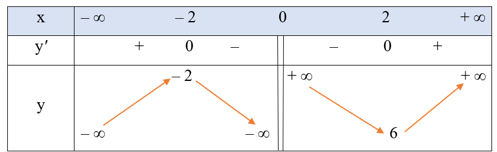 x – ∞ – 2 0 2 + ∞
y′ + 0 – – 0 +
– 2 + ∞ + ∞
y
– ∞ – ∞ 6